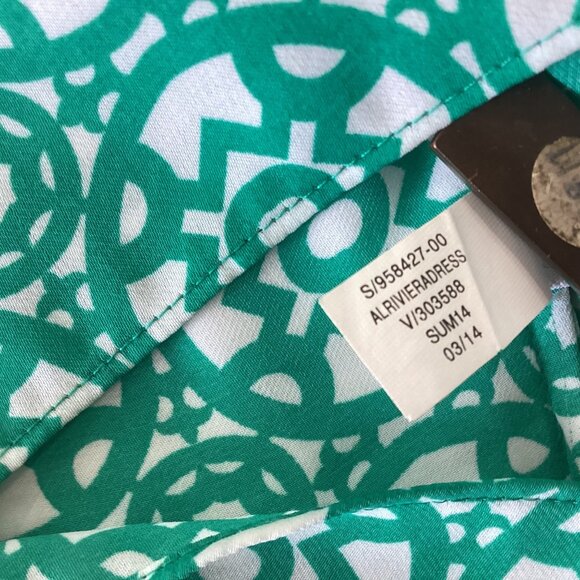 S/958427-00
ALRIVIERADRESS
V/303588
SUM14
03/14